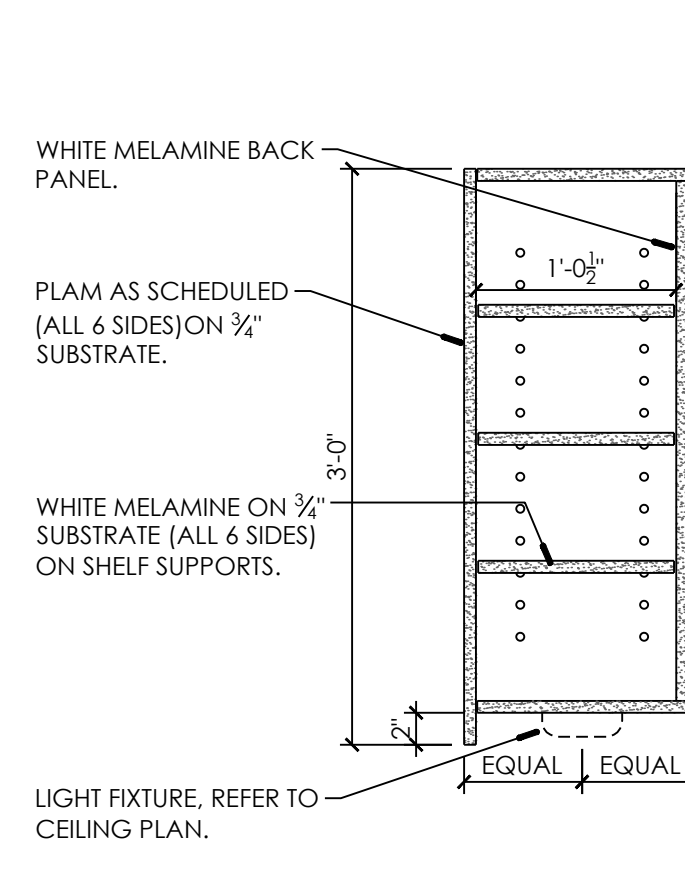 WHITE MELAMINE BACK
PANEL.
1'-0½"
PLAM AS SCHEDULED
(ALL 6 SIDES)ON ¾"
SUBSTRATE.
3'-0"
WHITE MELAMINE ON ¾"
SUBSTRATE (ALL 6 SIDES)
ON SHELF SUPPORTS.
2"
EQUAL EQUAL
LIGHT FIXTURE, REFER TO
CEILING PLAN.